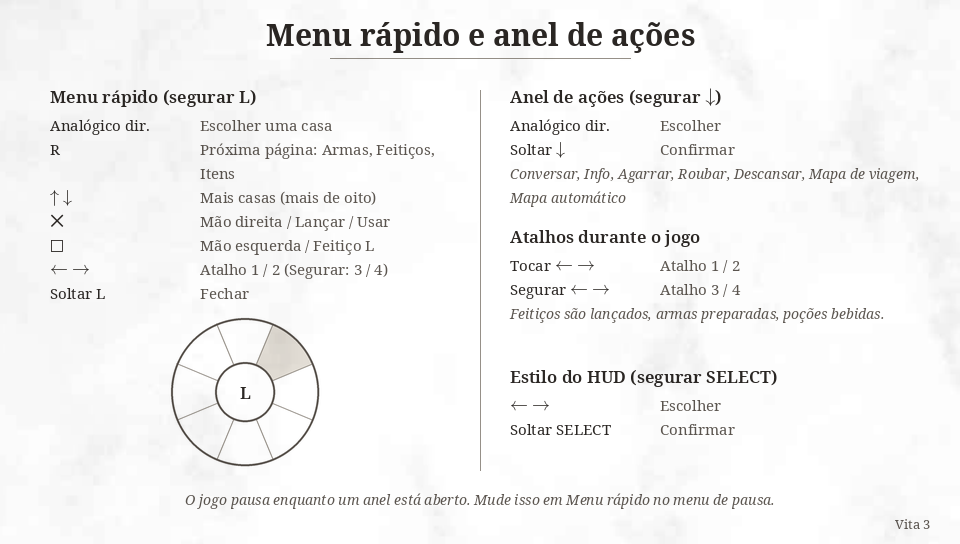 Menu rápido e anel de ações
Menu rápido (segurar L)
Analógico dir. Escolher uma casa
R Próxima página: Armas, Feitiços,
Itens
↑↓ Mais casas (mais de oito)
✕ Mão direita / Lançar / Usar
□ Mão esquerda / Feitiço L
←→ Atalho 1 / 2 (Segurar: 3 / 4)
Soltar L Fechar
L
Anel de ações (segurar ↓)
Analógico dir. Escolher
Soltar ↓ Confirmar
Conversar, Info, Agarrar, Roubar, Descansar, Mapa de viagem,
Mapa automático
Atalhos durante o jogo
Tocar ←→ Atalho 1 / 2
Segurar ←→ Atalho 3 / 4
Feitiços são lançados, armas preparadas, poções bebidas.
Estilo do HUD (segurar SELECT)
←→ Escolher
Soltar SELECT Confirmar
O jogo pausa enquanto um anel está aberto. Mude isso em Menu rápido no menu de pausa.
Vita 3